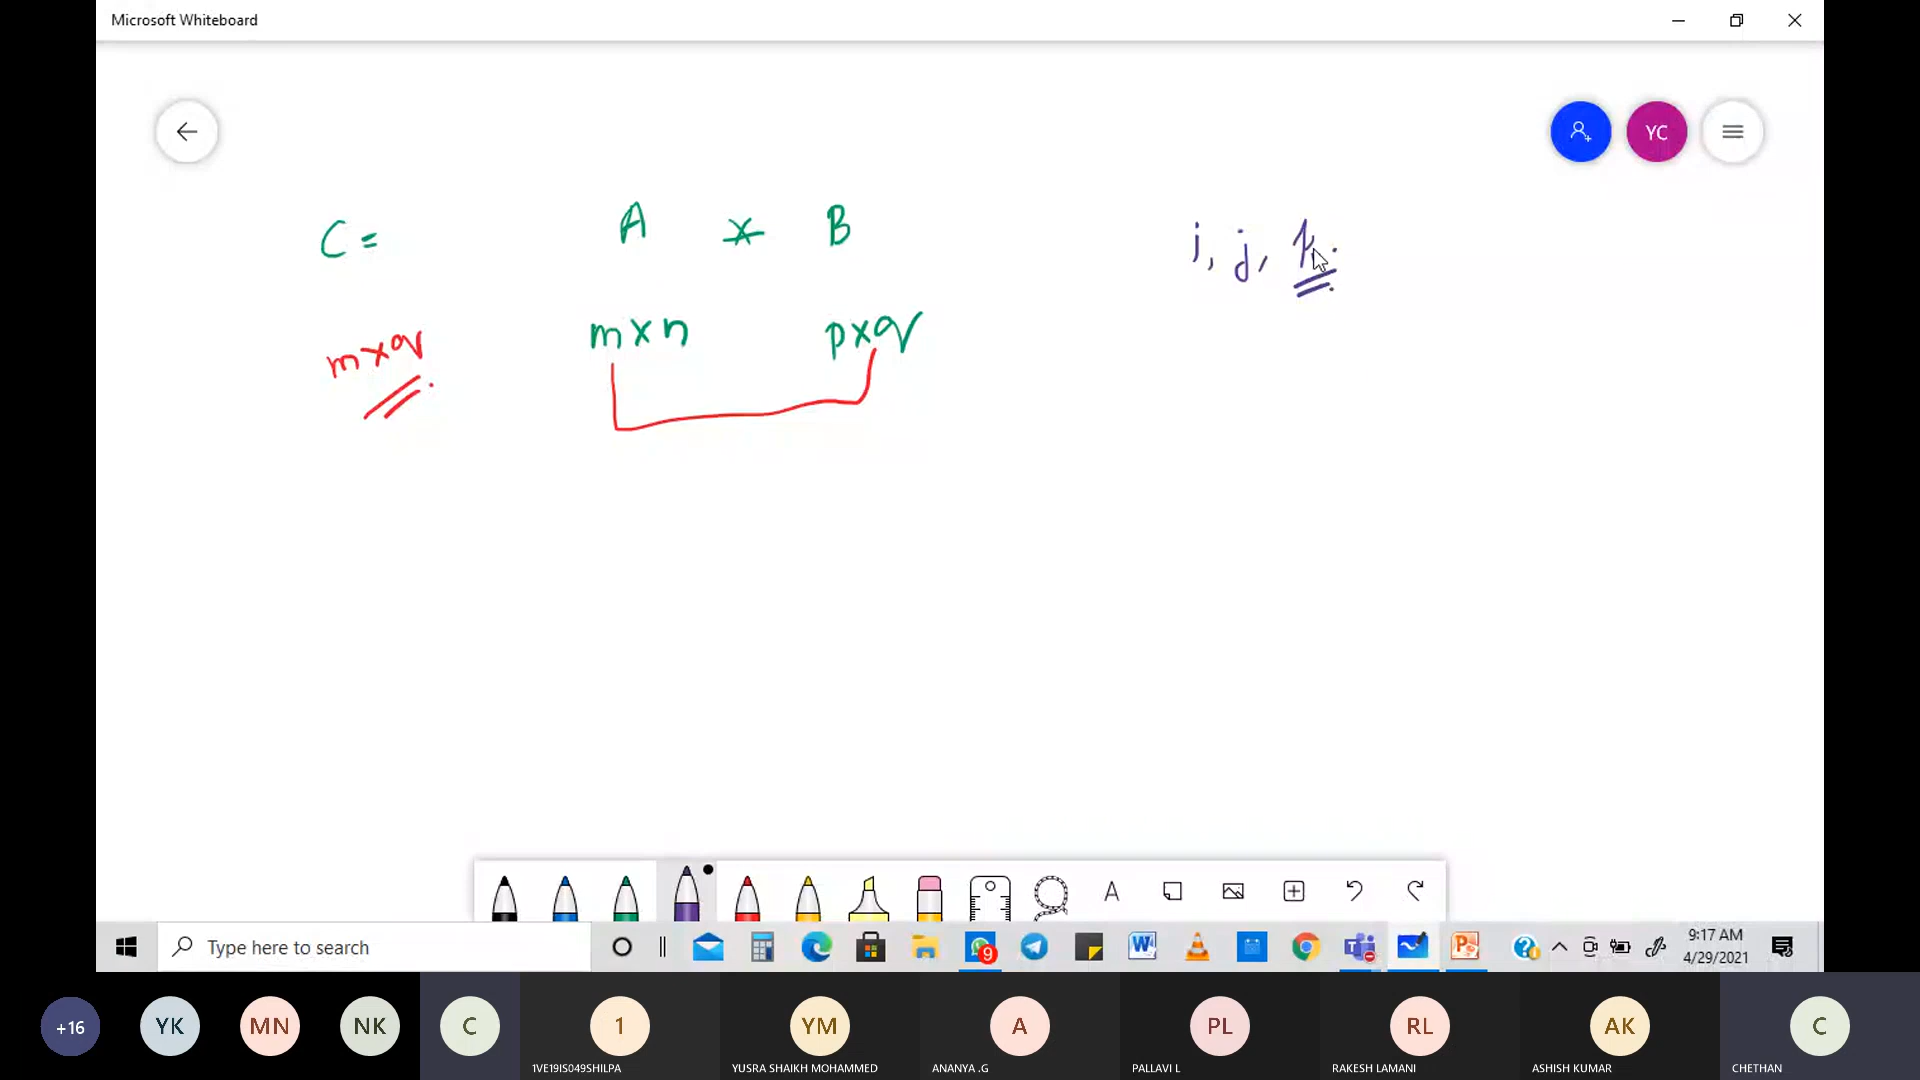 Microsoft Whiteboard
YC
C = A * B
i, j, k.
m×n p×q
m×q
A
Type here to search
9
9:17 AM
4/29/2021
+16
YK
MN
NK
C
1
YM
A
PL
RL
AK
C
1VE19IS049SHILPA
YUSRA SHAIKH MOHAMMED
ANANYA .G
PALLAVI L
RAKESH LAMANI
ASHISH KUMAR
CHETHAN